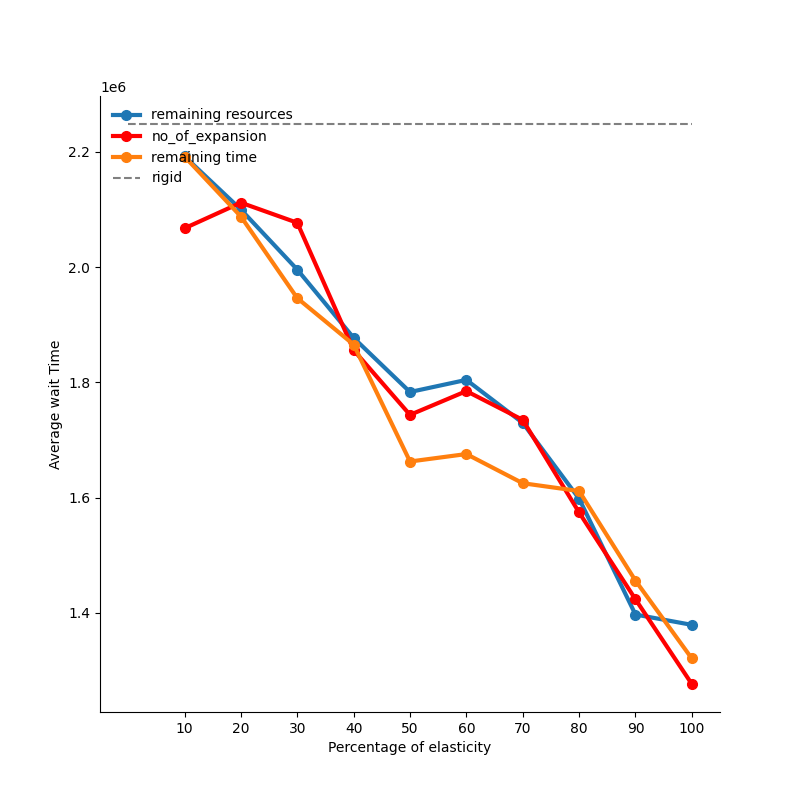 1e6
remaining resources
no_of_expansion
remaining time
rigid
2.2
2.0
1.8
1.6
1.4
Average wait Time
10 20 30 40 50 60 70 80 90 100
Percentage of elasticity